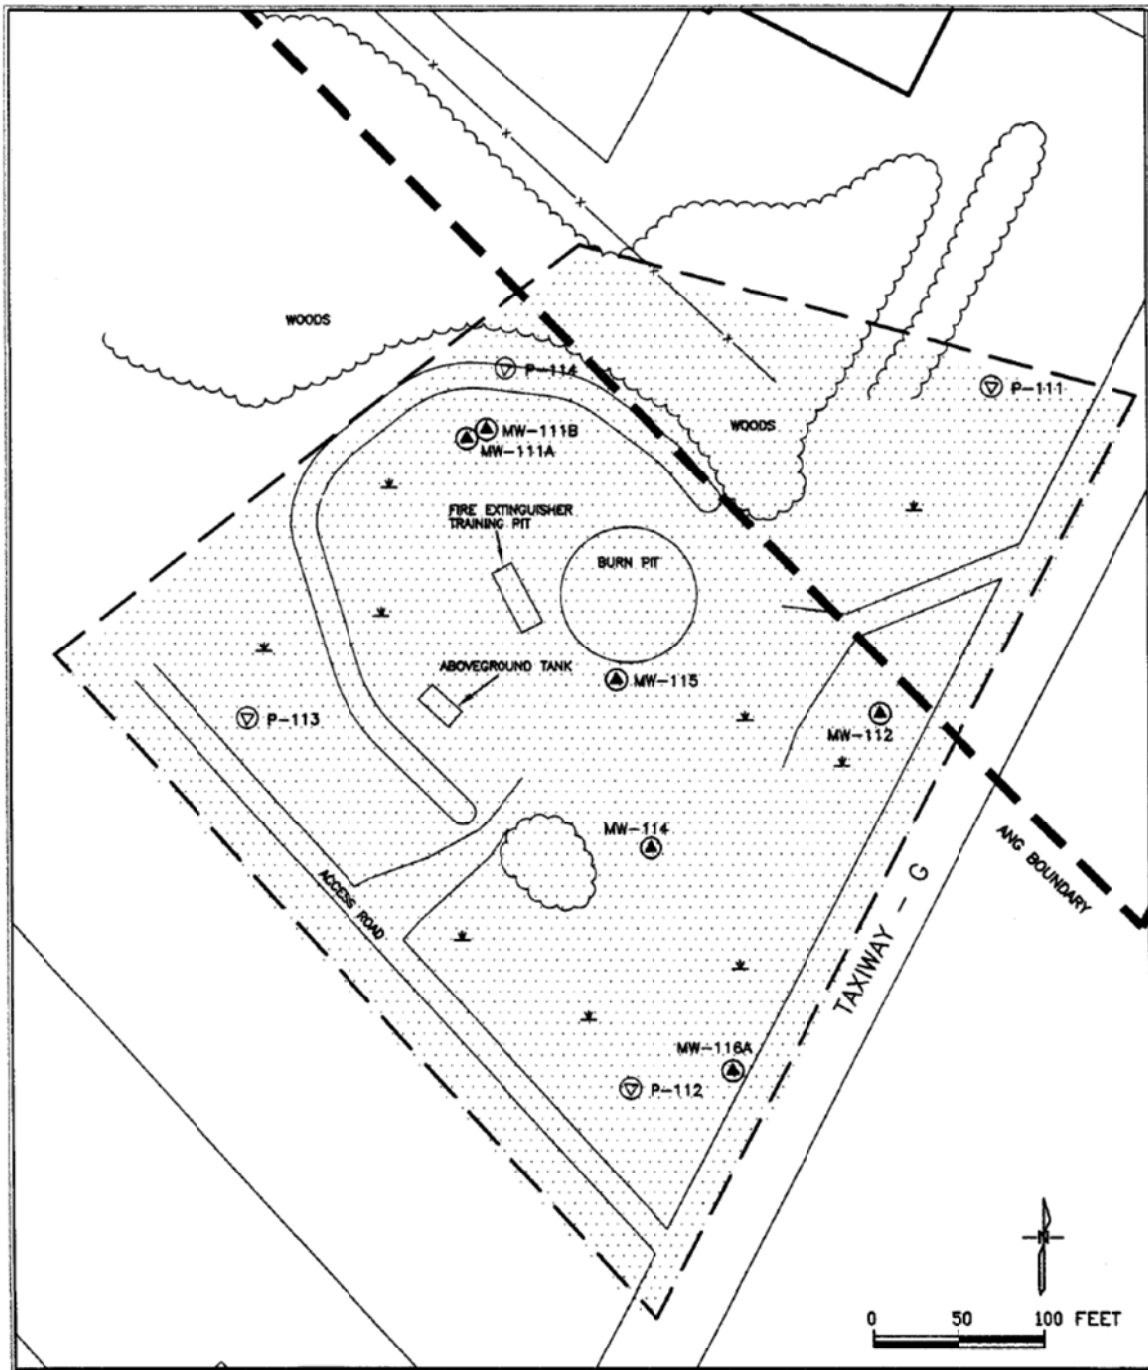 WOODS
P-114
P-111
WOODS
MW-111B
MW-111A
FIRE EXTINGUISHER
TRAINING PIT
BURN PIT
ABOVEGROUND TANK
MW-115
P-113
MW-112
MW-114
ANG BOUNDARY
ACCESS ROAD
TAXIWAY - G
MW-116A
P-112
N
0 50 100 FEET